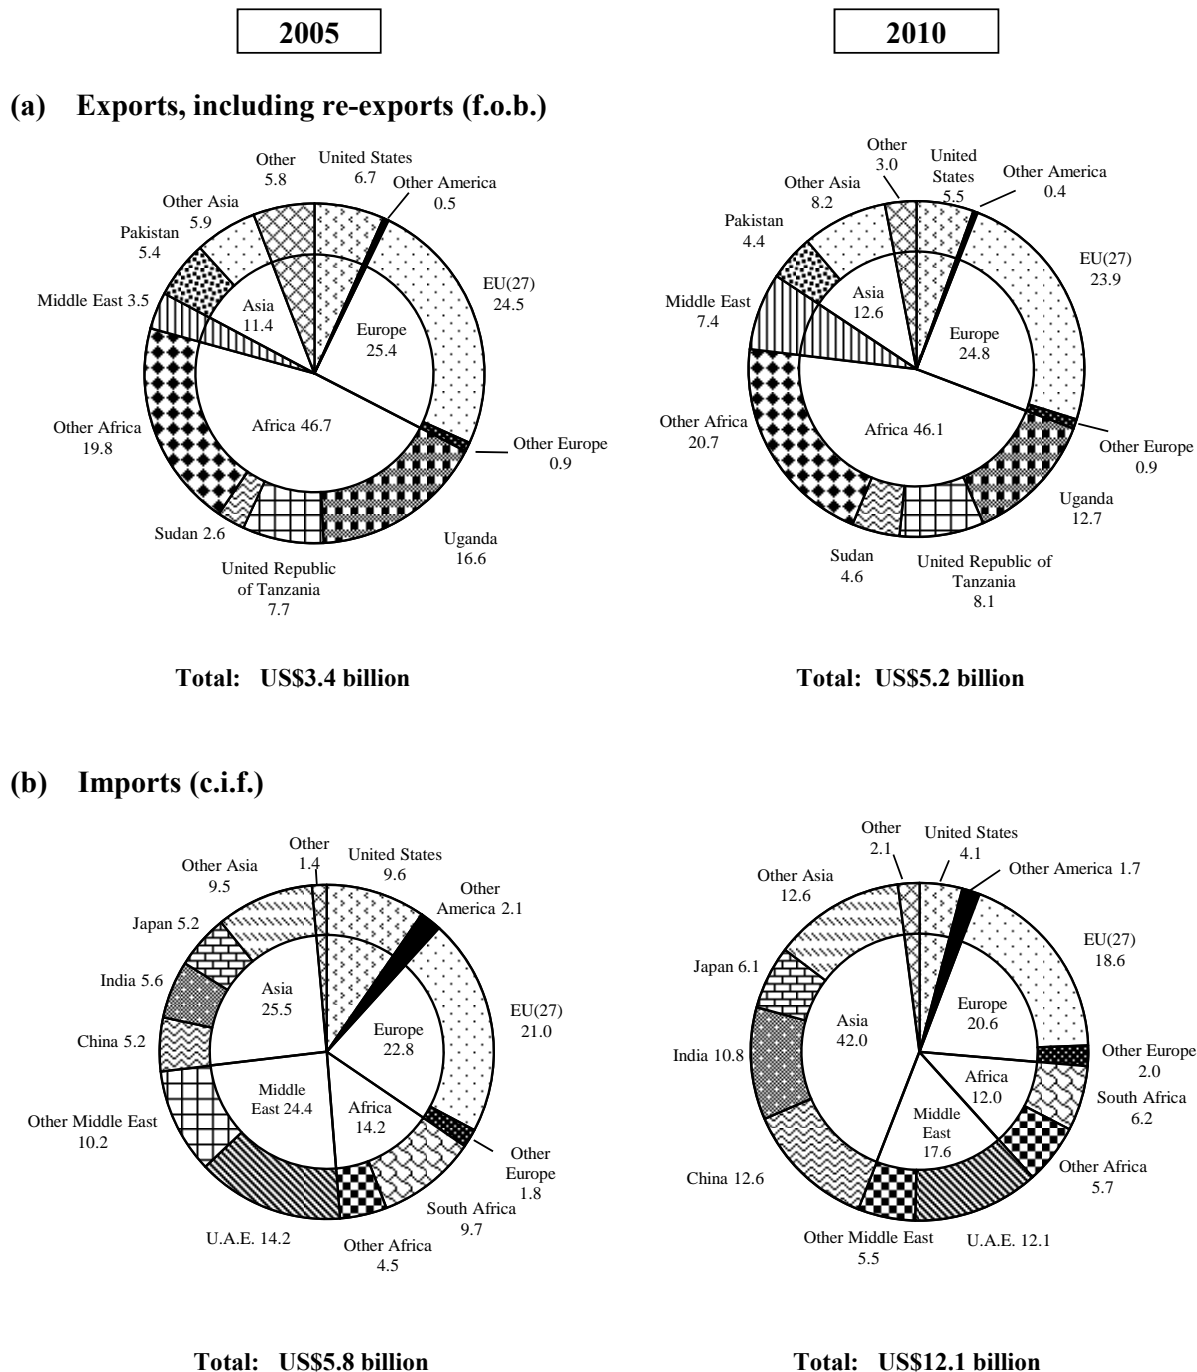 2005
2010
(a) Exports, including re-exports (f.o.b.)
Other
5.8
United States
6.7
Other America
0.5
Other Asia
5.9
Pakistan
5.4
Middle East 3.5
Asia
11.4
Europe
25.4
EU(27)
24.5
Other Africa
19.8
Africa 46.7
Other Europe
0.9
Sudan 2.6
Uganda
16.6
United Republic
of Tanzania
7.7
Total: US$3.4 billion
Other
3.0
United
States
5.5
Other America
0.4
Other Asia
8.2
Pakistan
4.4
Middle East
7.4
Asia
12.6
Europe
24.8
EU(27)
23.9
Other Africa
20.7
Africa 46.1
Other Europe
0.9
Uganda
12.7
Sudan
4.6
United Republic of
Tanzania
8.1
Total: US$5.2 billion
(b) Imports (c.i.f.)
Other
1.4
United States
9.6
Other
America 2.1
Other Asia
9.5
Japan 5.2
India 5.6
China 5.2
Asia
25.5
Europe
22.8
EU(27)
21.0
Middle
East 24.4
Africa
14.2
Other Middle East
10.2
Other
Europe
1.8
South Africa
9.7
U.A.E. 14.2
Other Africa
4.5
Total: US$5.8 billion
Other
2.1
United States
4.1
Other America 1.7
Other Asia
12.6
Japan 6.1
India 10.8
Asia
42.0
Europe
20.6
EU(27)
18.6
Other Europe
2.0
Africa
12.0
South Africa
6.2
Middle
East
17.6
China 12.6
Other Africa
5.7
Other Middle East
5.5
U.A.E. 12.1
Total: US$12.1 billion